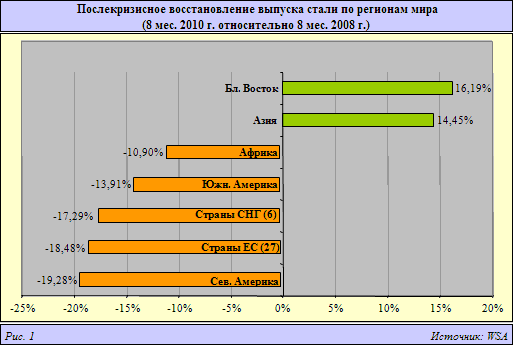 Послекризисное восстановление выпуска стали по регионам мира
(8 мес. 2010 г. относительно 8 мес. 2008 г.)
Бл. Восток 16,19%
Азия 14,45%
-10,90% Африка
-13,91% Южн. Америка
-17,29% Страны СНГ (6)
-18,48% Страны ЕС (27)
-19,28% Сев. Америка
-25% -20% -15% -10% -5% 0% 5% 10% 15% 20%
Рис. 1 Источник: WSA